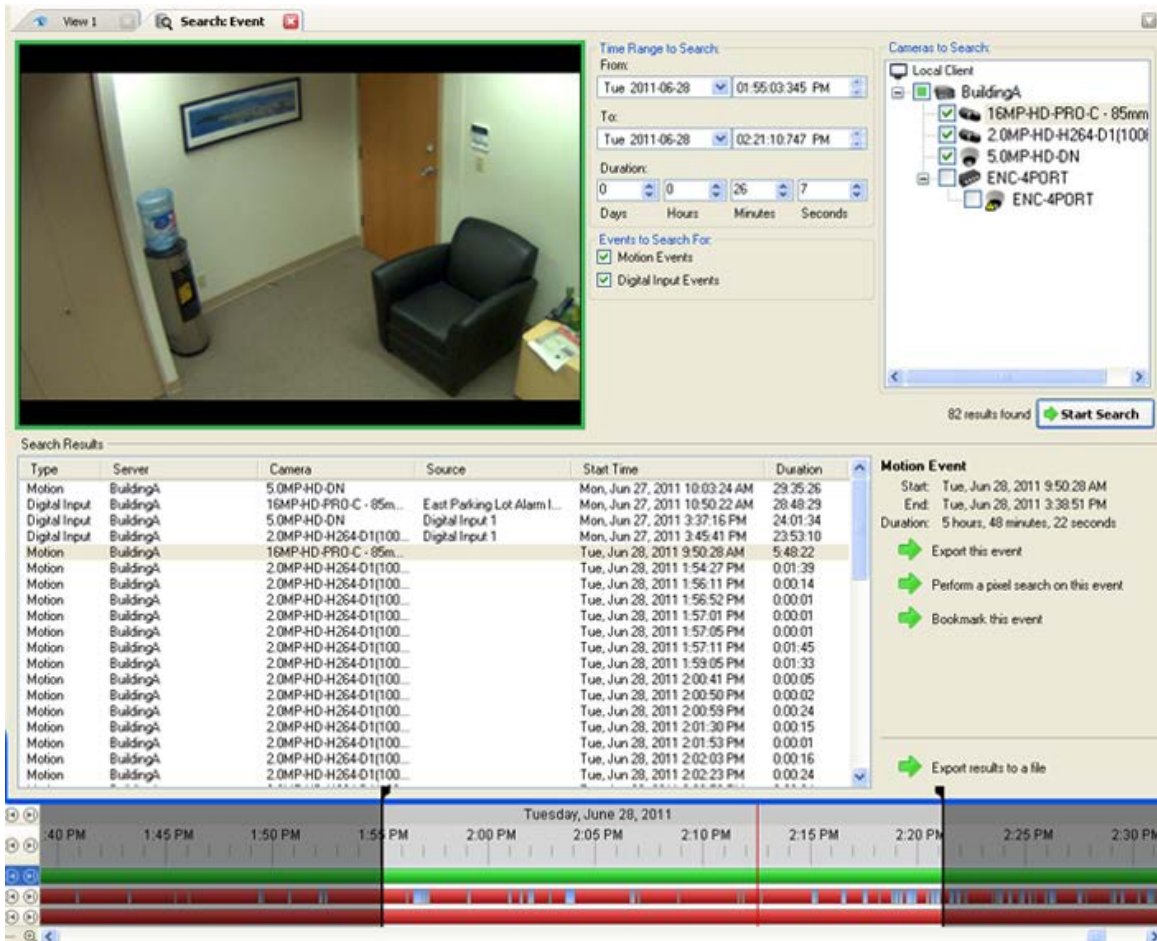 View 1
Search: Event
Time Range to Search:
From:
Tue 2011-06-28 01:55:03:345 PM
To:
Tue 2011-06-28 02:21:10:747 PM
Duration:
0 0 26 7
Days Hours Minutes Seconds
Events to Search For:
Motion Events
Digital Input Events
Cameras to Search:
Local Client
BuildingA
16MP-HD-PRO-C - 85mm
2.0MP-HD-H264-D1(100
5.0MP-HD-DN
ENC-4PORT
ENC-4PORT
82 results found Start Search
Search Results
Type Server Camera Source Start Time Duration
Motion BuildingA 5.0MP-HD-DN Mon, Jun 27, 2011 10:03:24 AM 29:35:26
Digital Input BuildingA 16MP-HD-PRO-C - 85m... East Parking Lot Alarm I... Mon, Jun 27, 2011 10:50:22 AM 28:48:29
Digital Input BuildingA 5.0MP-HD-DN Digital Input 1 Mon, Jun 27, 2011 3:37:16 PM 24:01:34
Digital Input BuildingA 2.0MP-HD-H264-D1(100... Digital Input 1 Mon, Jun 27, 2011 3:45:41 PM 23:53:10
Motion BuildingA 16MP-HD-PRO-C - 85m... Tue, Jun 28, 2011 9:50:28 AM 5:48:22
Motion BuildingA 2.0MP-HD-H264-D1(100... Tue, Jun 28, 2011 1:54:27 PM 0:01:39
Motion BuildingA 2.0MP-HD-H264-D1(100... Tue, Jun 28, 2011 1:56:11 PM 0:00:14
Motion BuildingA 2.0MP-HD-H264-D1(100... Tue, Jun 28, 2011 1:56:52 PM 0:00:01
Motion BuildingA 2.0MP-HD-H264-D1(100... Tue, Jun 28, 2011 1:57:01 PM 0:00:01
Motion BuildingA 2.0MP-HD-H264-D1(100... Tue, Jun 28, 2011 1:57:05 PM 0:00:01
Motion BuildingA 2.0MP-HD-H264-D1(100... Tue, Jun 28, 2011 1:57:11 PM 0:01:45
Motion BuildingA 2.0MP-HD-H264-D1(100... Tue, Jun 28, 2011 1:59:05 PM 0:01:33
Motion BuildingA 2.0MP-HD-H264-D1(100... Tue, Jun 28, 2011 2:00:41 PM 0:00:05
Motion BuildingA 2.0MP-HD-H264-D1(100... Tue, Jun 28, 2011 2:00:50 PM 0:00:02
Motion BuildingA 2.0MP-HD-H264-D1(100... Tue, Jun 28, 2011 2:00:59 PM 0:00:24
Motion BuildingA 2.0MP-HD-H264-D1(100... Tue, Jun 28, 2011 2:01:30 PM 0:00:15
Motion BuildingA 2.0MP-HD-H264-D1(100... Tue, Jun 28, 2011 2:01:53 PM 0:00:01
Motion BuildingA 2.0MP-HD-H264-D1(100... Tue, Jun 28, 2011 2:02:03 PM 0:00:16
Motion BuildingA 2.0MP-HD-H264-D1(100... Tue, Jun 28, 2011 2:02:23 PM 0:00:24
Motion Event
Start: Tue, Jun 28, 2011 9:50:28 AM
End: Tue, Jun 28, 2011 3:38:51 PM
Duration: 5 hours, 48 minutes, 22 seconds
Export this event
Perform a pixel search on this event
Bookmark this event
Export results to a file
Tuesday, June 28, 2011
:40 PM 1:45 PM 1:50 PM 1:55 PM 2:00 PM 2:05 PM 2:10 PM 2:15 PM 2:20 PM 2:25 PM 2:30 PM